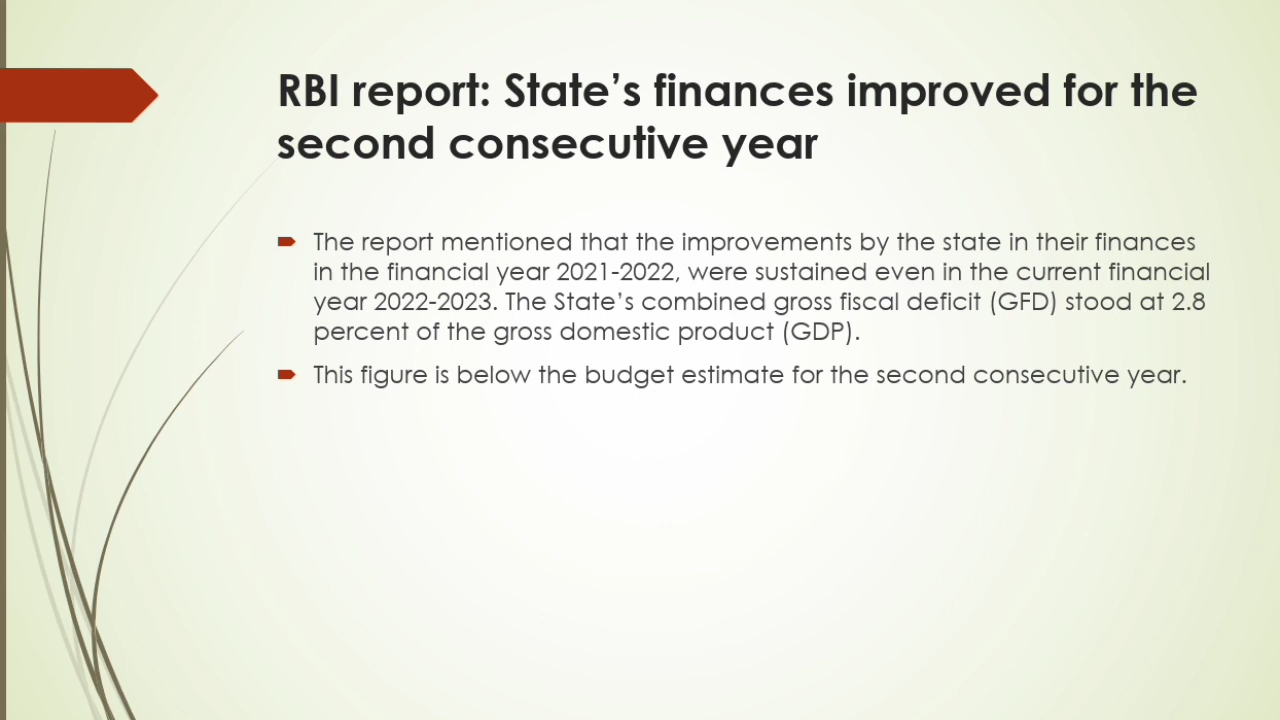 RBI report: State’s finances improved for the
second consecutive year
The report mentioned that the improvements by the state in their finances
in the financial year 2021-2022, were sustained even in the current financial
year 2022-2023. The State’s combined gross fiscal deficit (GFD) stood at 2.8
percent of the gross domestic product (GDP).
This figure is below the budget estimate for the second consecutive year.